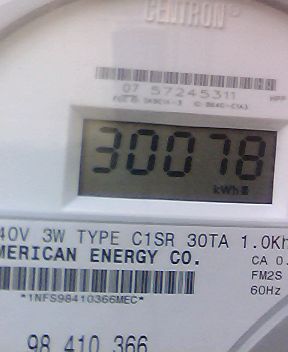 CENTRON®
07 57245311
30078
kWh
40V 3W TYPE C1SR 30TA 1.0Kh
MERICAN ENERGY CO.
CA 0.
FM2S
*1NFS98410366MEC*
60Hz
98 410 366